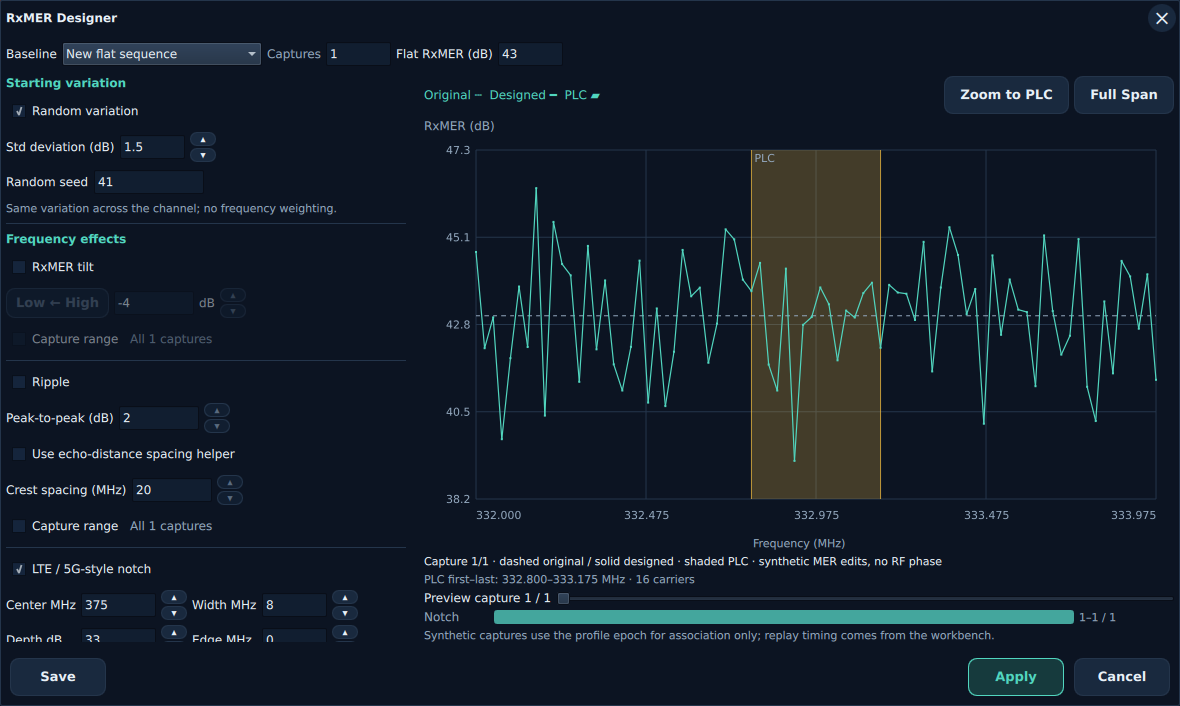 RxMER Designer
Baseline New flat sequence Captures 1 Flat RxMER (dB) 43
Starting variation
Random variation
Std deviation (dB) 1.5
Random seed 41
Same variation across the channel; no frequency weighting.
Frequency effects
RxMER tilt
Low ← High -4 dB
Capture range All 1 captures
Ripple
Peak-to-peak (dB) 2
Use echo-distance spacing helper
Crest spacing (MHz) 20
Capture range All 1 captures
LTE / 5G-style notch
Center MHz 375 Width MHz 8
Depth dB 33 Edge MHz 0
Original Designed PLC
Zoom to PLC Full Span
RxMER (dB)
PLC
47.3
45.1
42.8
40.5
38.2
332.000 332.475 332.975 333.475 333.975
Frequency (MHz)
Capture 1/1 · dashed original / solid designed · shaded PLC · synthetic MER edits, no RF phase
PLC first–last: 332.800–333.175 MHz · 16 carriers
Preview capture 1 / 1
Notch 1–1 / 1
Synthetic captures use the profile epoch for association only; replay timing comes from the workbench.
Save Apply Cancel